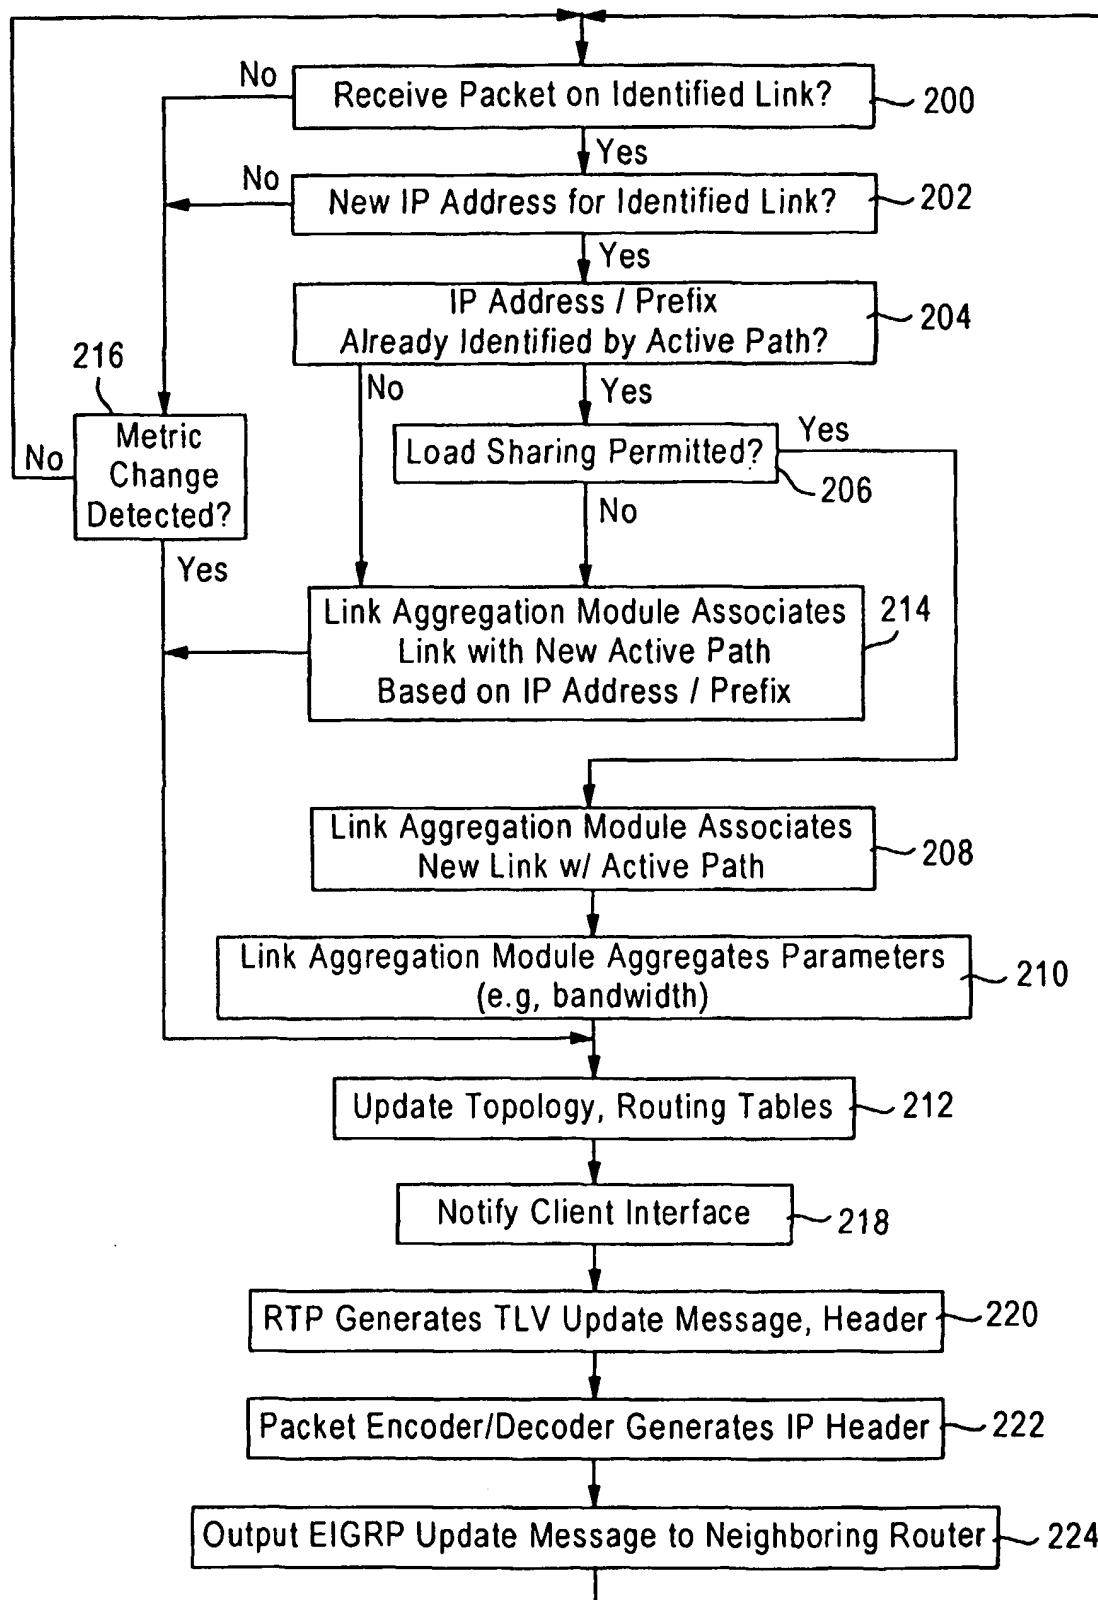 No
Receive Packet on Identified Link?
200
Yes
No
New IP Address for Identified Link?
202
Yes
IP Address / Prefix
Already Identified by Active Path?
204
216
No
Yes
Metric
Change
Detected?
No
Load Sharing Permitted?
Yes
206
No
Yes
Link Aggregation Module Associates
Link with New Active Path
Based on IP Address / Prefix
214
Link Aggregation Module Associates
New Link w/ Active Path
208
Link Aggregation Module Aggregates Parameters
(e.g, bandwidth)
210
Update Topology, Routing Tables
212
Notify Client Interface
218
RTP Generates TLV Update Message, Header
220
Packet Encoder/Decoder Generates IP Header
222
Output EIGRP Update Message to Neighboring Router
224